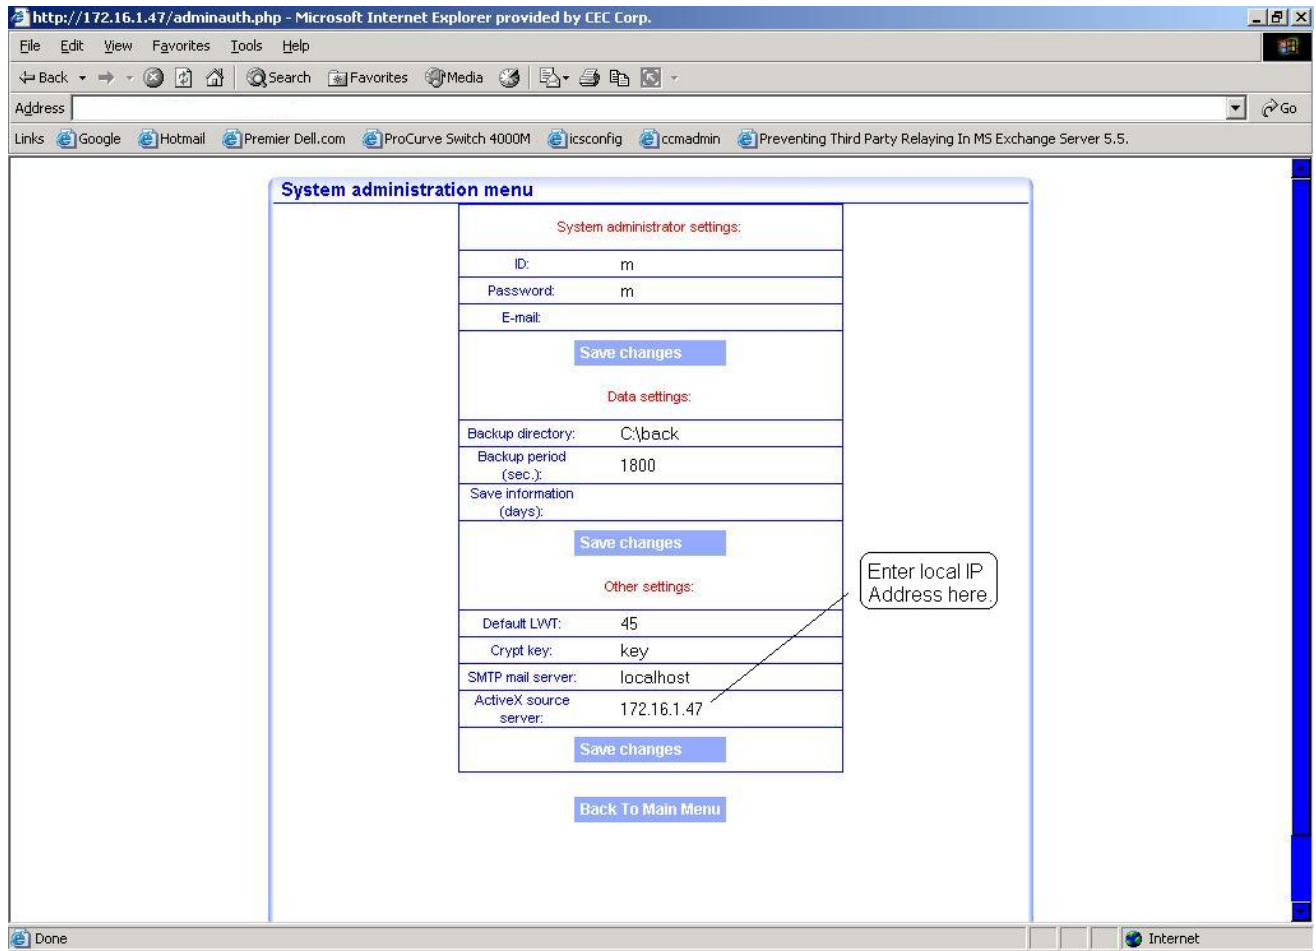 http://172.16.1.47/adminauth.php - Microsoft Internet Explorer provided by CEC Corp.
File Edit View Favorites Tools Help
Back Search Favorites Media
Address Go
Links Google Hotmail Premier Dell.com ProCurve Switch 4000M icsconfig ccmadmin Preventing Third Party Relaying In MS Exchange Server 5.5.
System administration menu
System administrator settings:
ID: m
Password: m
E-mail:
Save changes
Data settings:
Backup directory: C:\back
Backup period
(sec.): 1800
Save information
(days):
Save changes
Enter local IP
Address here.
Other settings:
Default LWT: 45
Crypt key: key
SMTP mail server: localhost
ActiveX source
server: 172.16.1.47
Save changes
Back To Main Menu
Done Internet